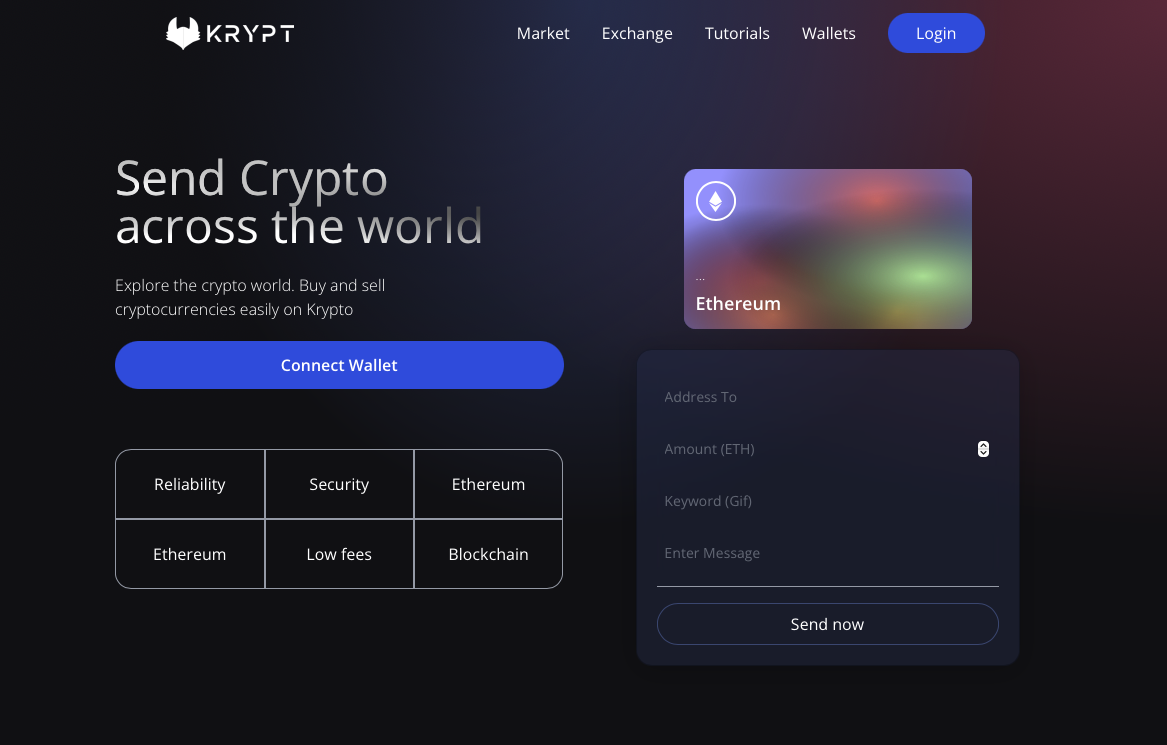 KRYPT
Market
Exchange
Tutorials
Wallets
Login
Send Crypto
across the world
Explore the crypto world. Buy and sell
cryptocurrencies easily on Krypto
Connect Wallet
Reliability
Security
Ethereum
Ethereum
Low fees
Blockchain
...
Ethereum
Address To
Amount (ETH)
Keyword (Gif)
Enter Message
Send now